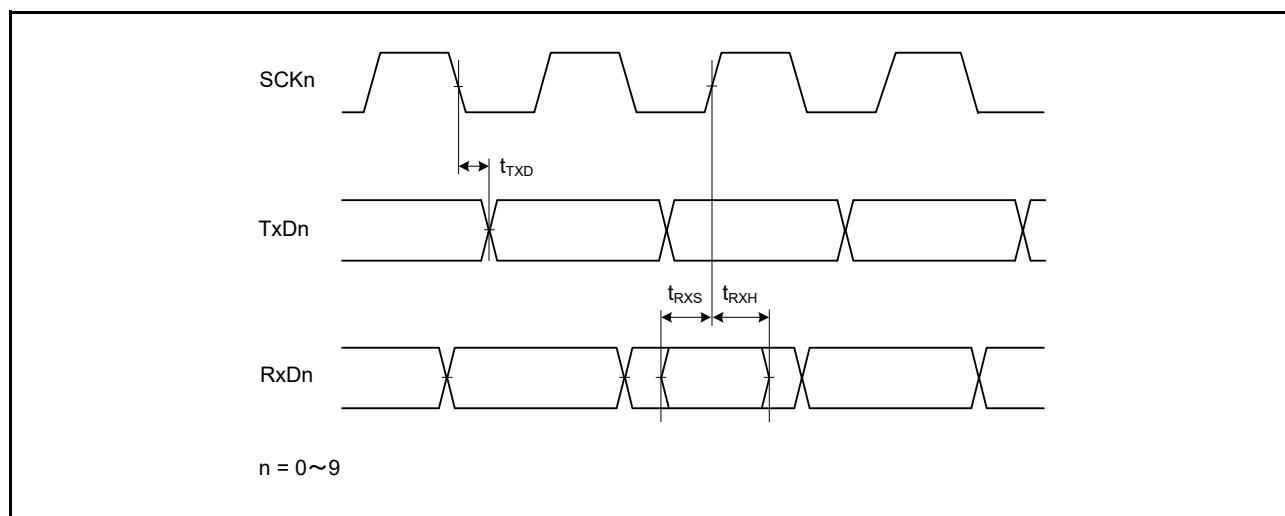 SCKn
tTXD
TxDn
tRXS tRXH
RxDn
n = 0～9